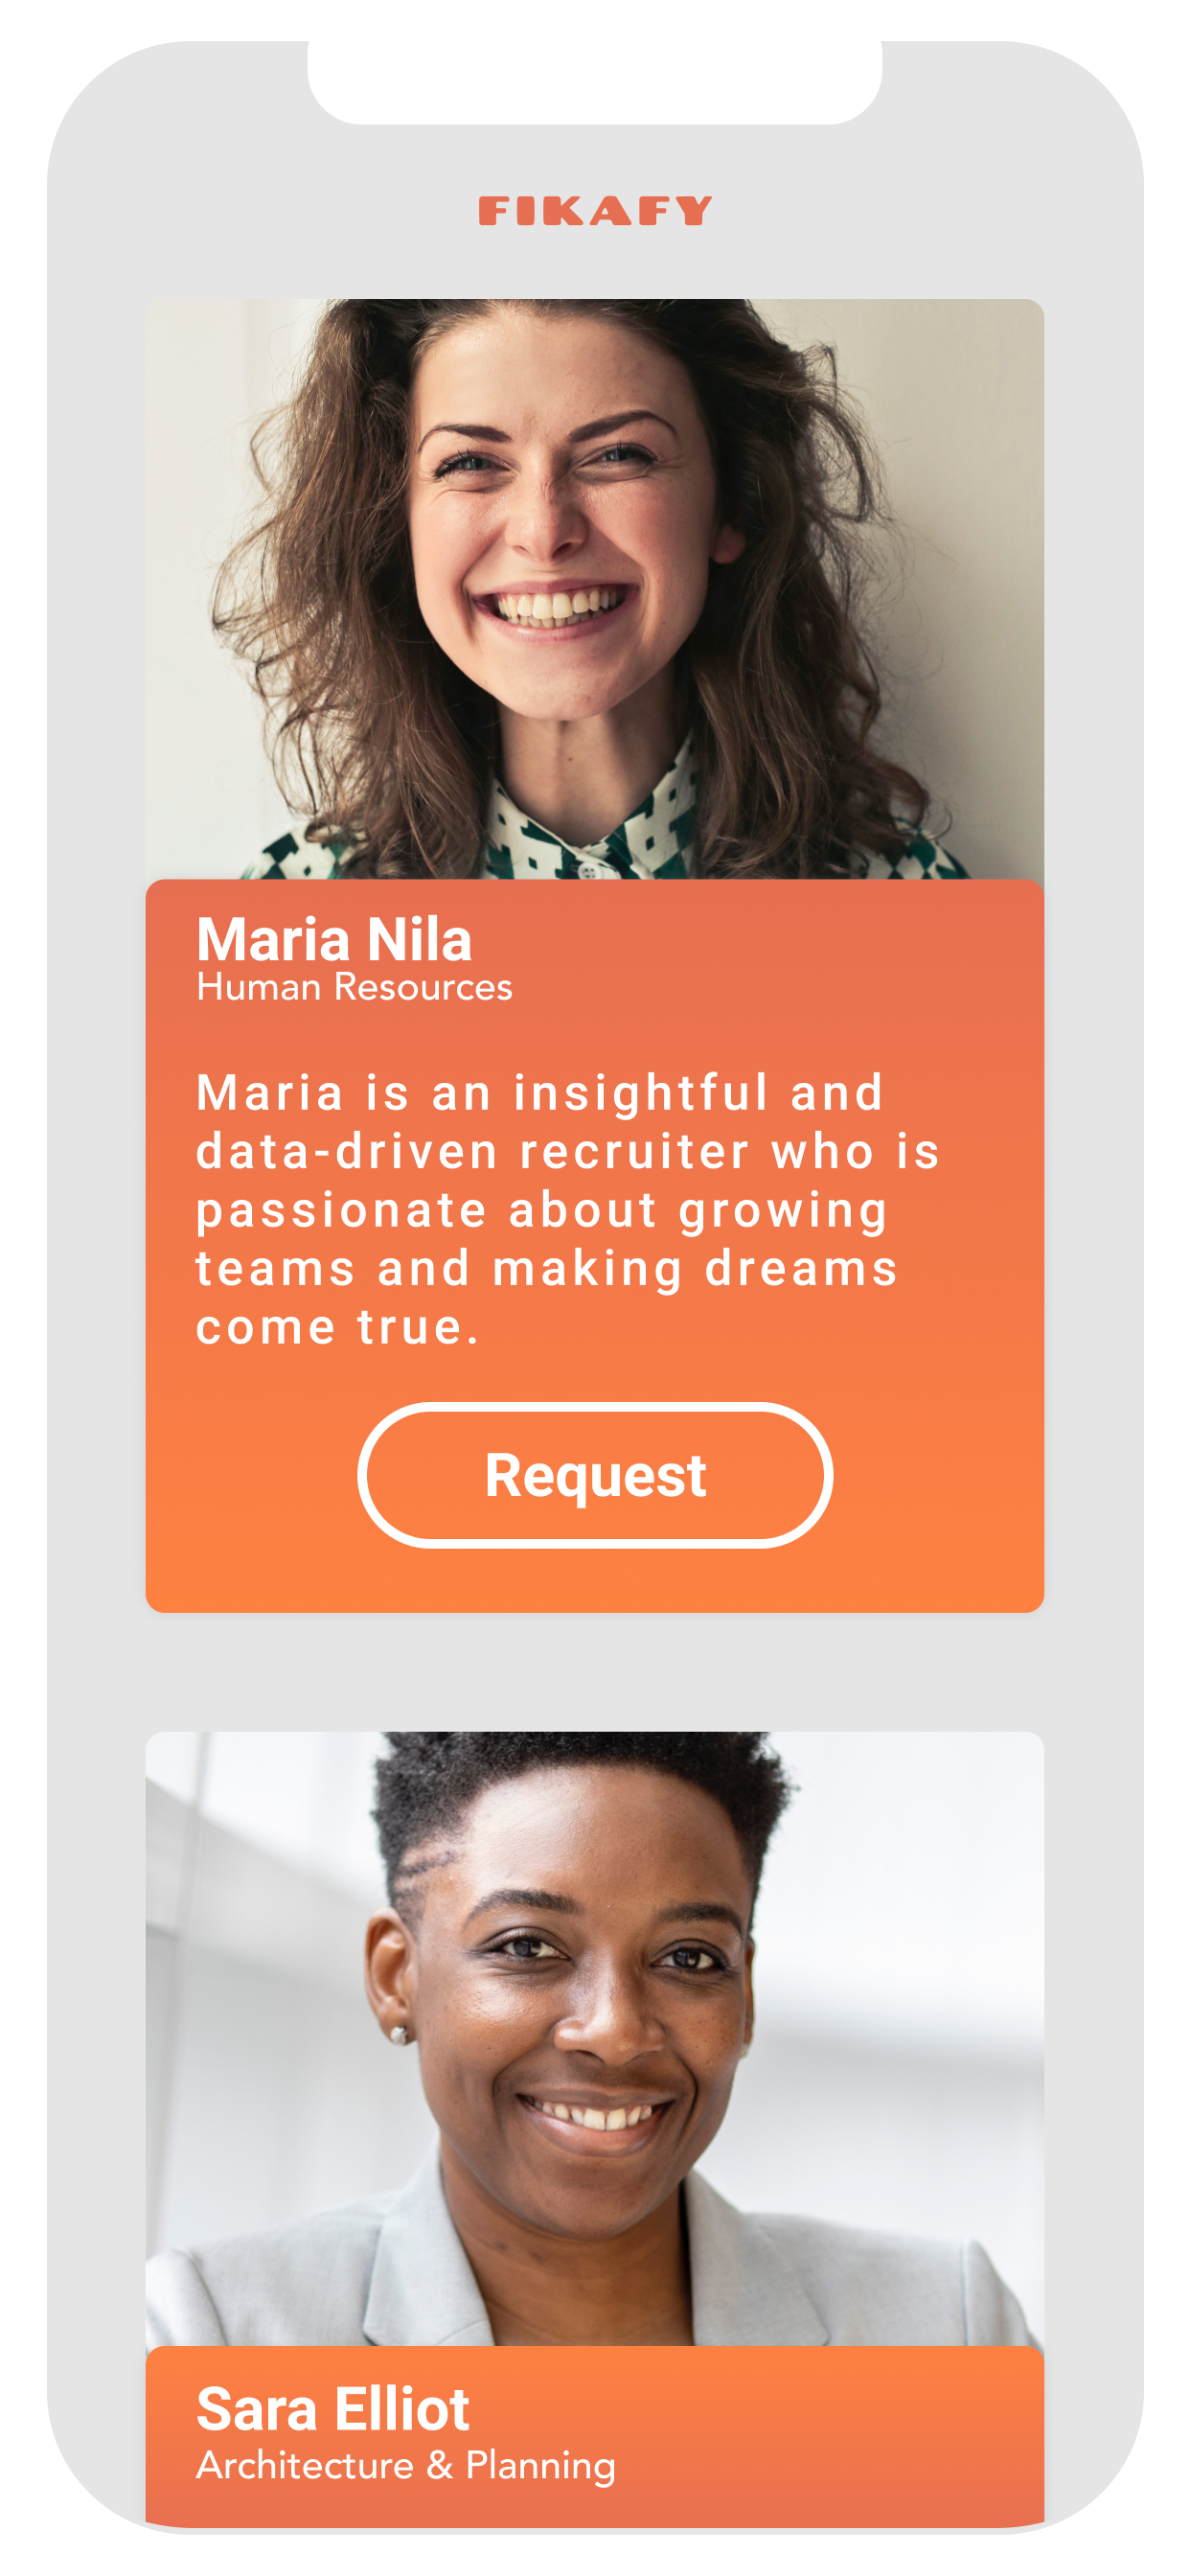 FIKAFY
Maria Nila
Human Resources
Maria is an insightful and
data-driven recruiter who is
passionate about growing
teams and making dreams
come true.
Request
Sara Elliot
Architecture & Planning